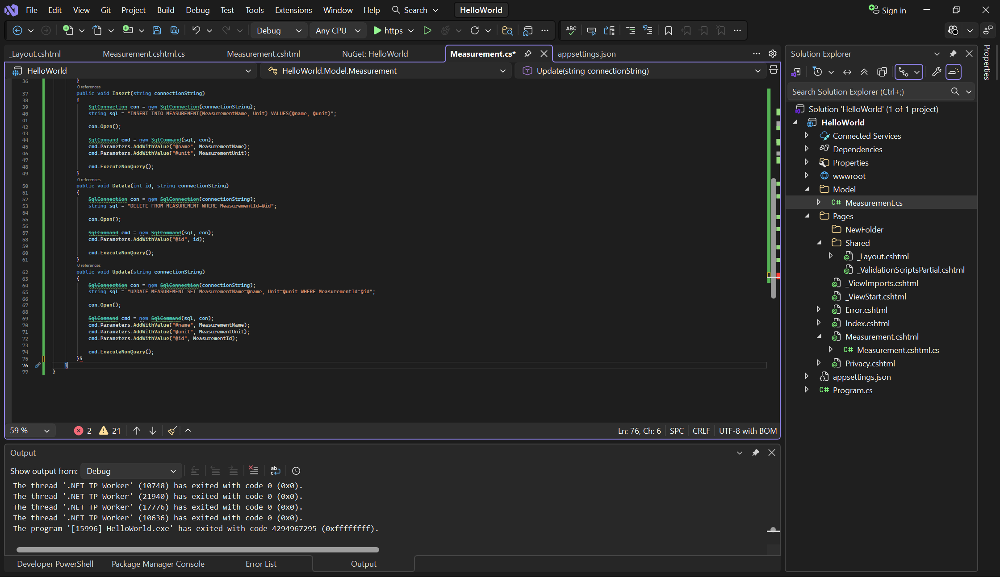 File Edit View Git Project Build Debug Test Tools Extensions Window Help Search HelloWorld Sign in
Debug Any CPU https
_Layout.cshtml Measurement.cshtml.cs Measurement.cshtml NuGet: HelloWorld Measurement.cs* appsettings.json
HelloWorld HelloWorld.Model.Measurement Update(string connectionString)
36 }
0 references
37 public void Insert(string connectionString)
38 {
39 SqlConnection con = new SqlConnection(connectionString);
40 string sql = "INSERT INTO MEASUREMENT(MeasurementName, Unit) VALUES(@name, @unit)";
41
42 con.Open();
43
44 SqlCommand cmd = new SqlCommand(sql, con);
45 cmd.Parameters.AddWithValue("@name", MeasurementName);
46 cmd.Parameters.AddWithValue("@unit", MeasurementUnit);
47
48 cmd.ExecuteNonQuery();
49 }
0 references
50 public void Delete(int id, string connectionString)
51 {
52 SqlConnection con = new SqlConnection(connectionString);
53 string sql = "DELETE FROM MEASUREMENT WHERE MeasurementId=@id";
54
55 con.Open();
56
57 SqlCommand cmd = new SqlCommand(sql, con);
58 cmd.Parameters.AddWithValue("@id", id);
59
60 cmd.ExecuteNonQuery();
61 }
0 references
62 public void Update(string connectionString)
63 {
64 SqlConnection con = new SqlConnection(connectionString);
65 string sql = "UPDATE MEASUREMENT SET MeasurementName=@name, Unit=@unit WHERE MeasurementId=@id";
66
67 con.Open();
68
69 SqlCommand cmd = new SqlCommand(sql, con);
70 cmd.Parameters.AddWithValue("@name", MeasurementName);
71 cmd.Parameters.AddWithValue("@unit", MeasurementUnit);
72 cmd.Parameters.AddWithValue("@id", MeasurementId);
73
74 cmd.ExecuteNonQuery();
75 }S
76 }
77 }
59 % 2 21 Ln: 76, Ch: 6 SPC CRLF UTF-8 with BOM
Output
Show output from: Debug
The thread '.NET TP Worker' (10748) has exited with code 0 (0x0).
The thread '.NET TP Worker' (21940) has exited with code 0 (0x0).
The thread '.NET TP Worker' (17776) has exited with code 0 (0x0).
The thread '.NET TP Worker' (10636) has exited with code 0 (0x0).
The program '[15996] HelloWorld.exe' has exited with code 4294967295 (0xffffffff).
Developer PowerShell Package Manager Console Error List Output
Solution Explorer
Search Solution Explorer (Ctrl+;)
Solution 'HelloWorld' (1 of 1 project)
HelloWorld
Connected Services
Dependencies
Properties
wwwroot
Model
C# Measurement.cs
Pages
NewFolder
Shared
_Layout.cshtml
_ValidationScriptsPartial.cshtml
_ViewImports.cshtml
_ViewStart.cshtml
Error.cshtml
Index.cshtml
Measurement.cshtml
C# Measurement.cshtml.cs
Privacy.cshtml
appsettings.json
C# Program.cs
Properties